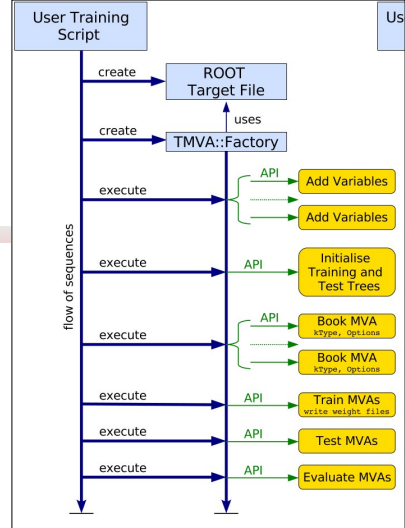 User Training
Script
Us
create
ROOT
Target File
uses
create
TMVA::Factory
API
execute
Add Variables
Add Variables
execute
API
Initialise
Training and
Test Trees
flow of sequences
API
Book MVA
kType, Options
execute
Book MVA
kType, Options
execute
API
Train MVAs
write weight files
execute
API
Test MVAs
execute
API
Evaluate MVAs